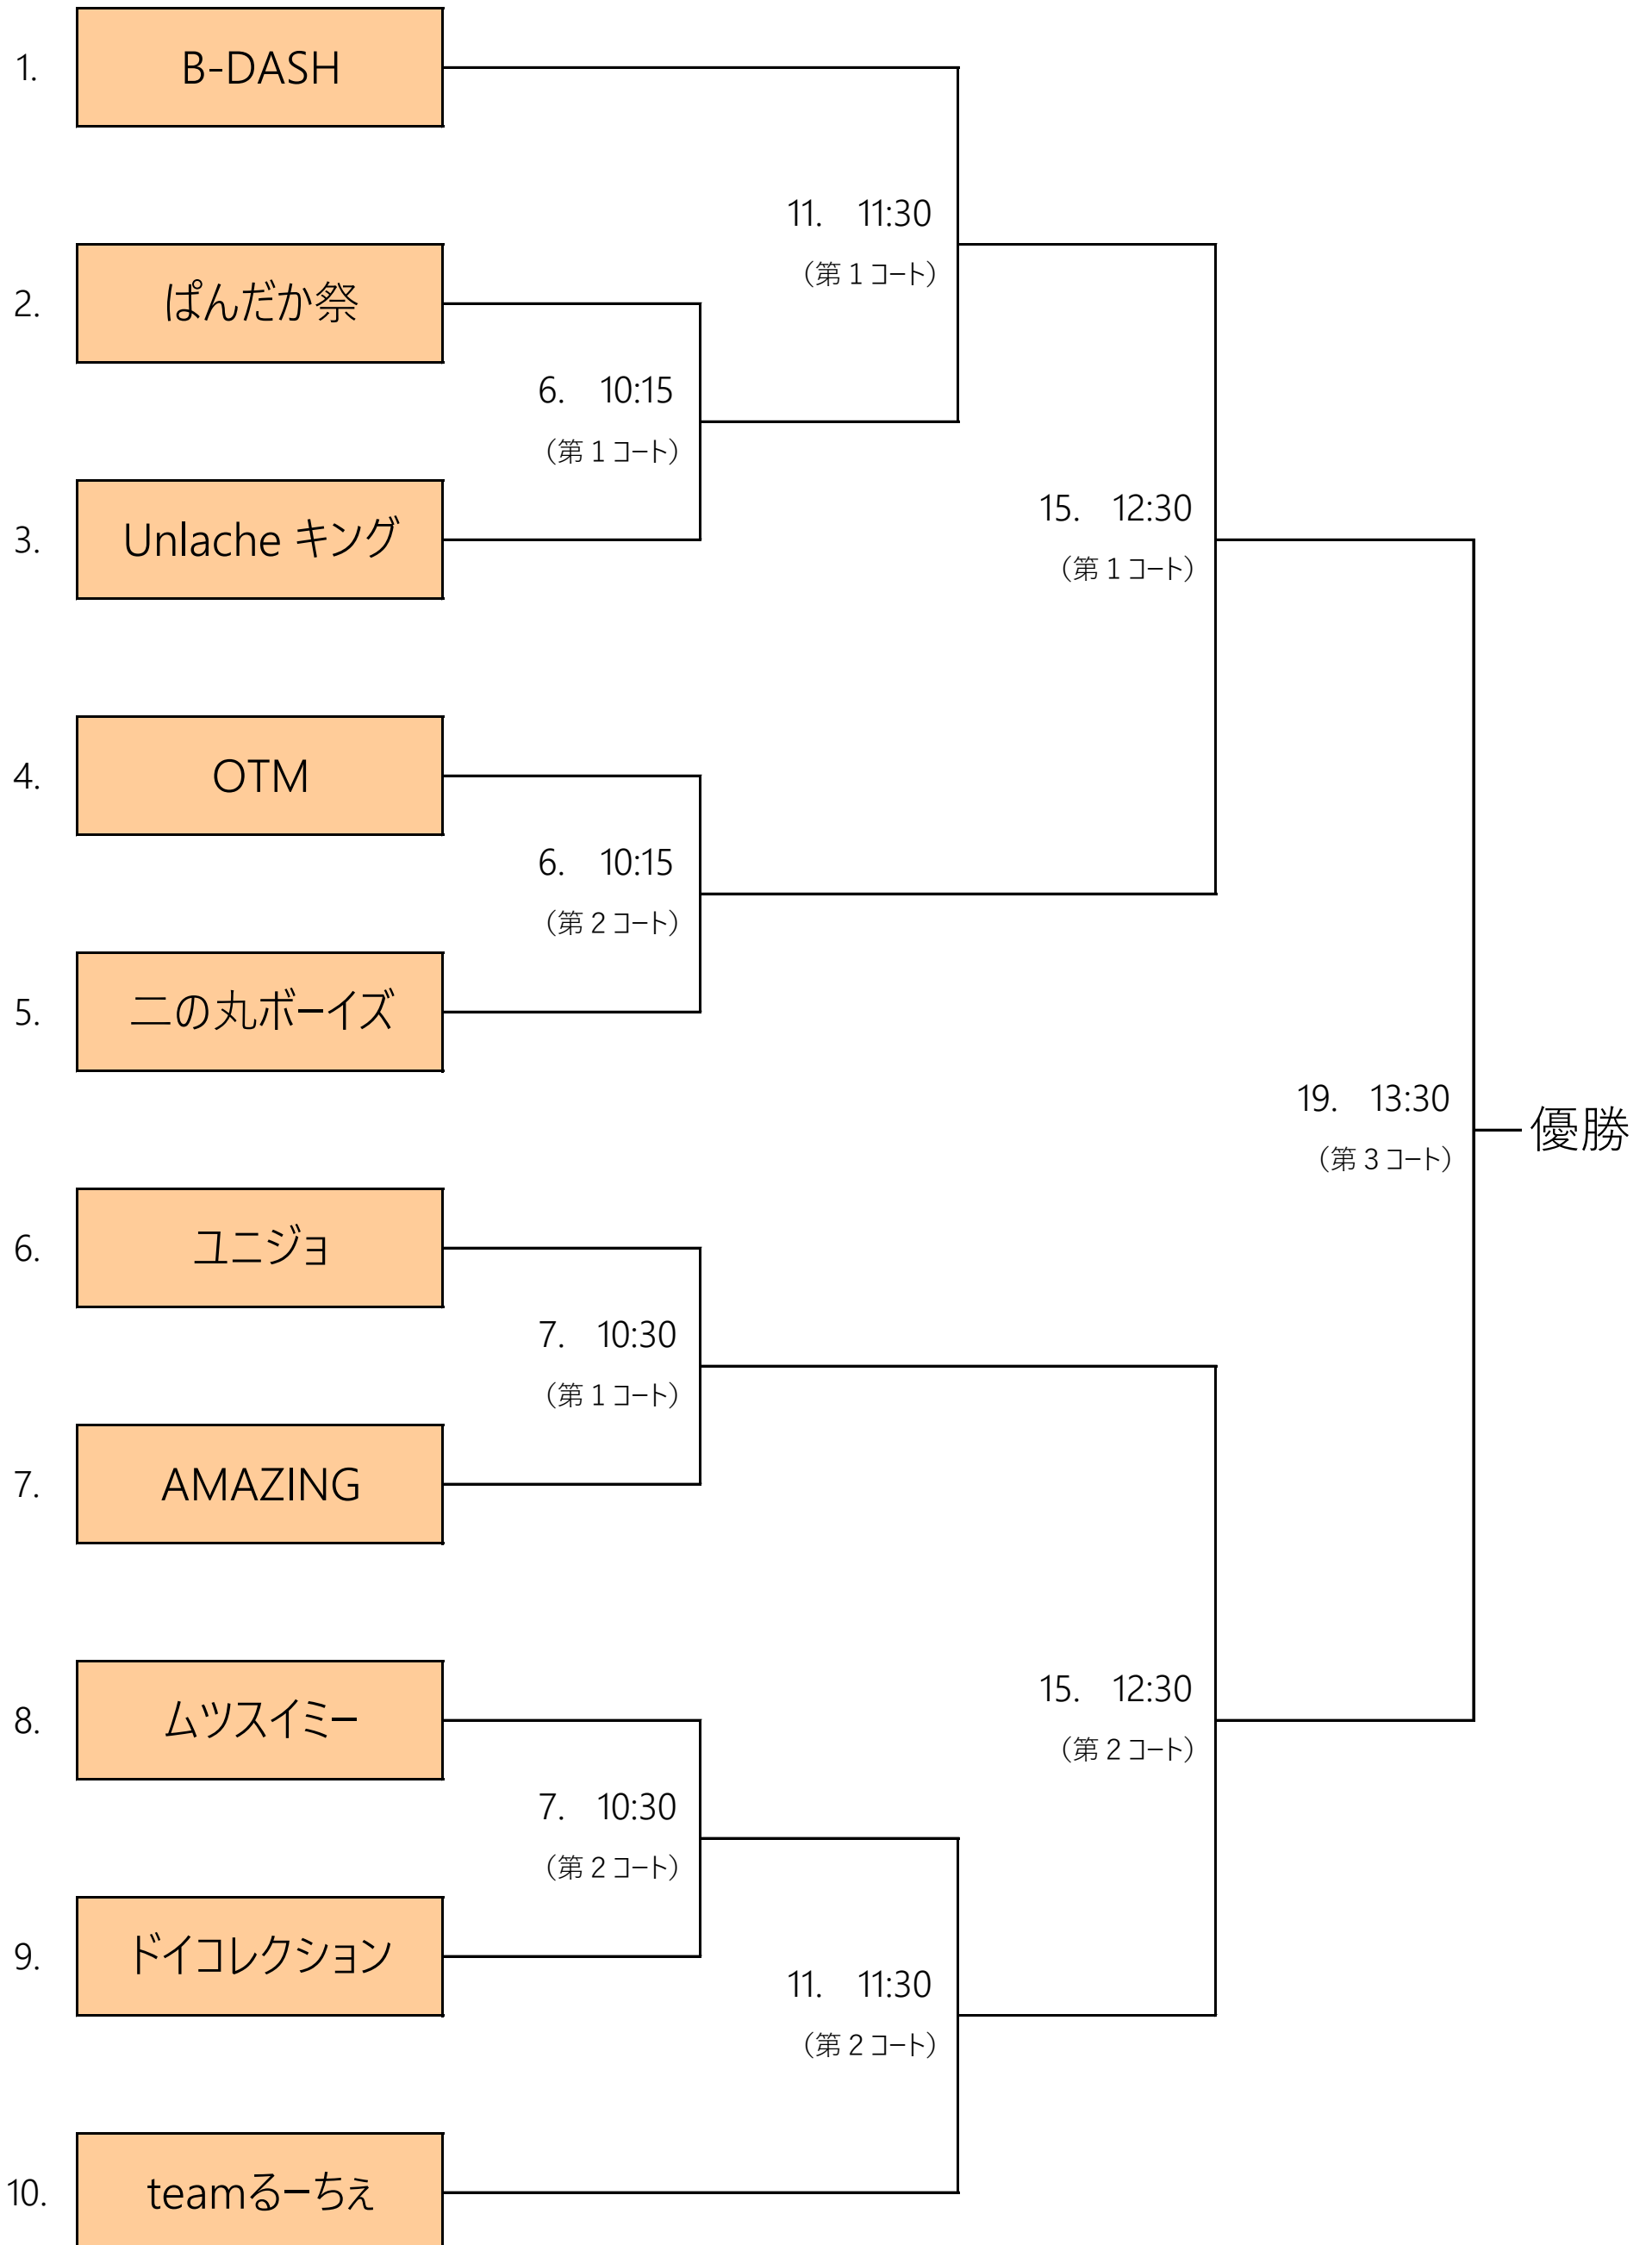 1.
B-DASH
11. 11:30
(第1コート)
2.
ぱんだか祭
6. 10:15
(第1コート)
15. 12:30
(第1コート)
3.
Unlache キング
4.
OTM
6. 10:15
(第2コート)
5.
二の丸ボーイズ
19. 13:30
(第3コート)
優勝
6.
ユニジョ
7. 10:30
(第1コート)
7.
AMAZING
8.
ムツスイミー
15. 12:30
(第2コート)
7. 10:30
(第2コート)
9.
ドイコレクション
11. 11:30
(第2コート)
10.
teamるーちぇ